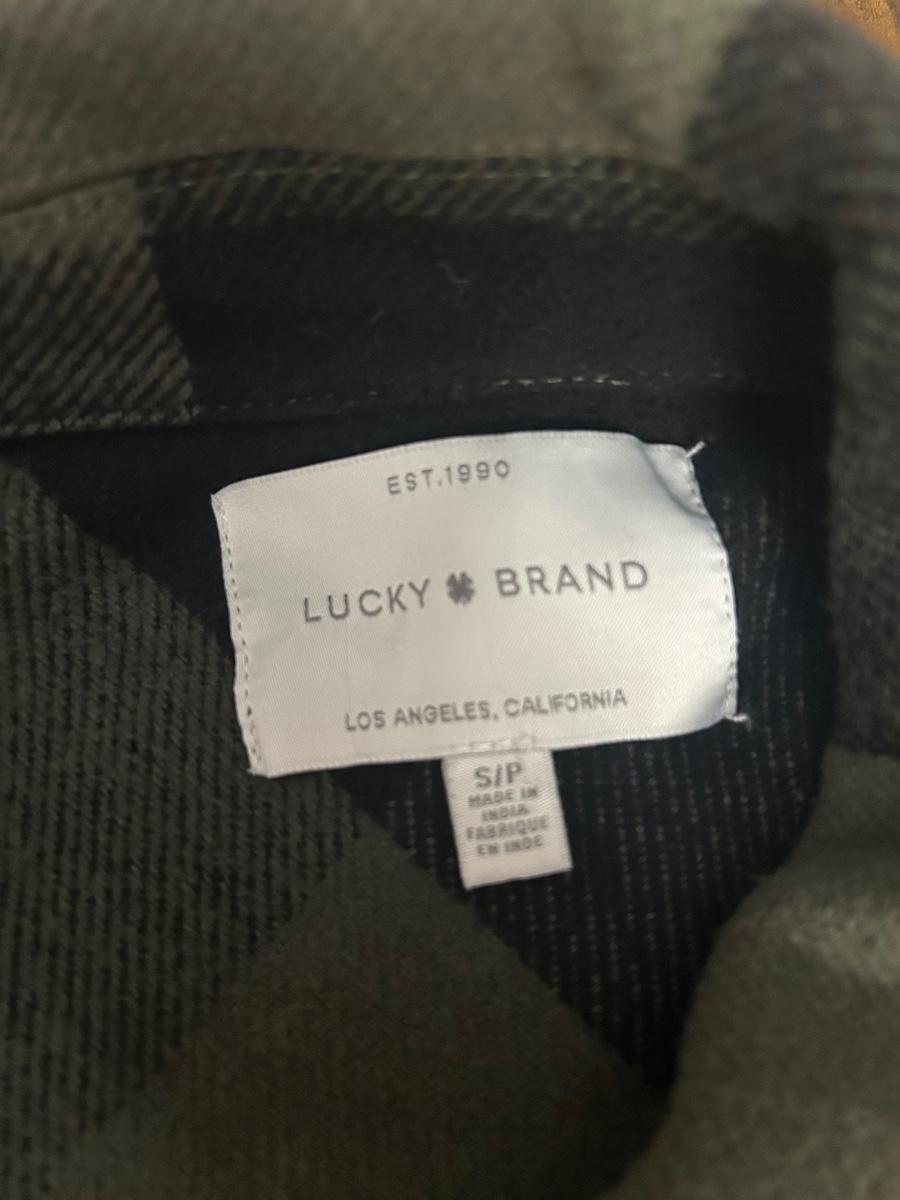 EST.1990
LUCKY BRAND
LOS ANGELES, CALIFORNIA
S/P
MADE IN
INDIA
FABRIQUE
EN INDE